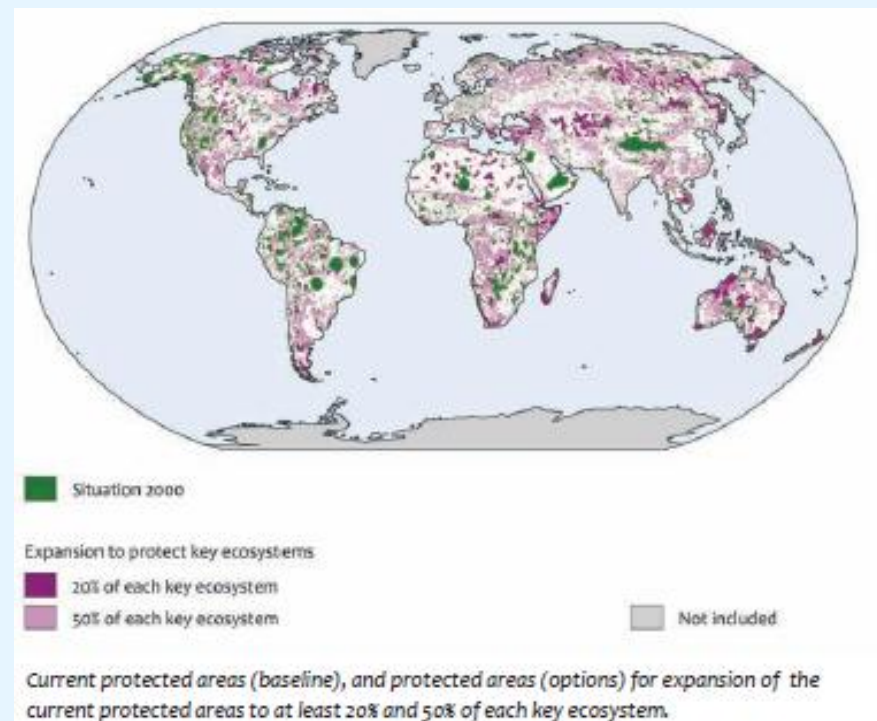 Situation 2000
Expansion to protect key ecosystems
20% of each key ecosystem
50% of each key ecosystem
Not included
Current protected areas (baseline), and protected areas (options) for expansion of the
current protected areas to at least 20% and 50% of each key ecosystem.